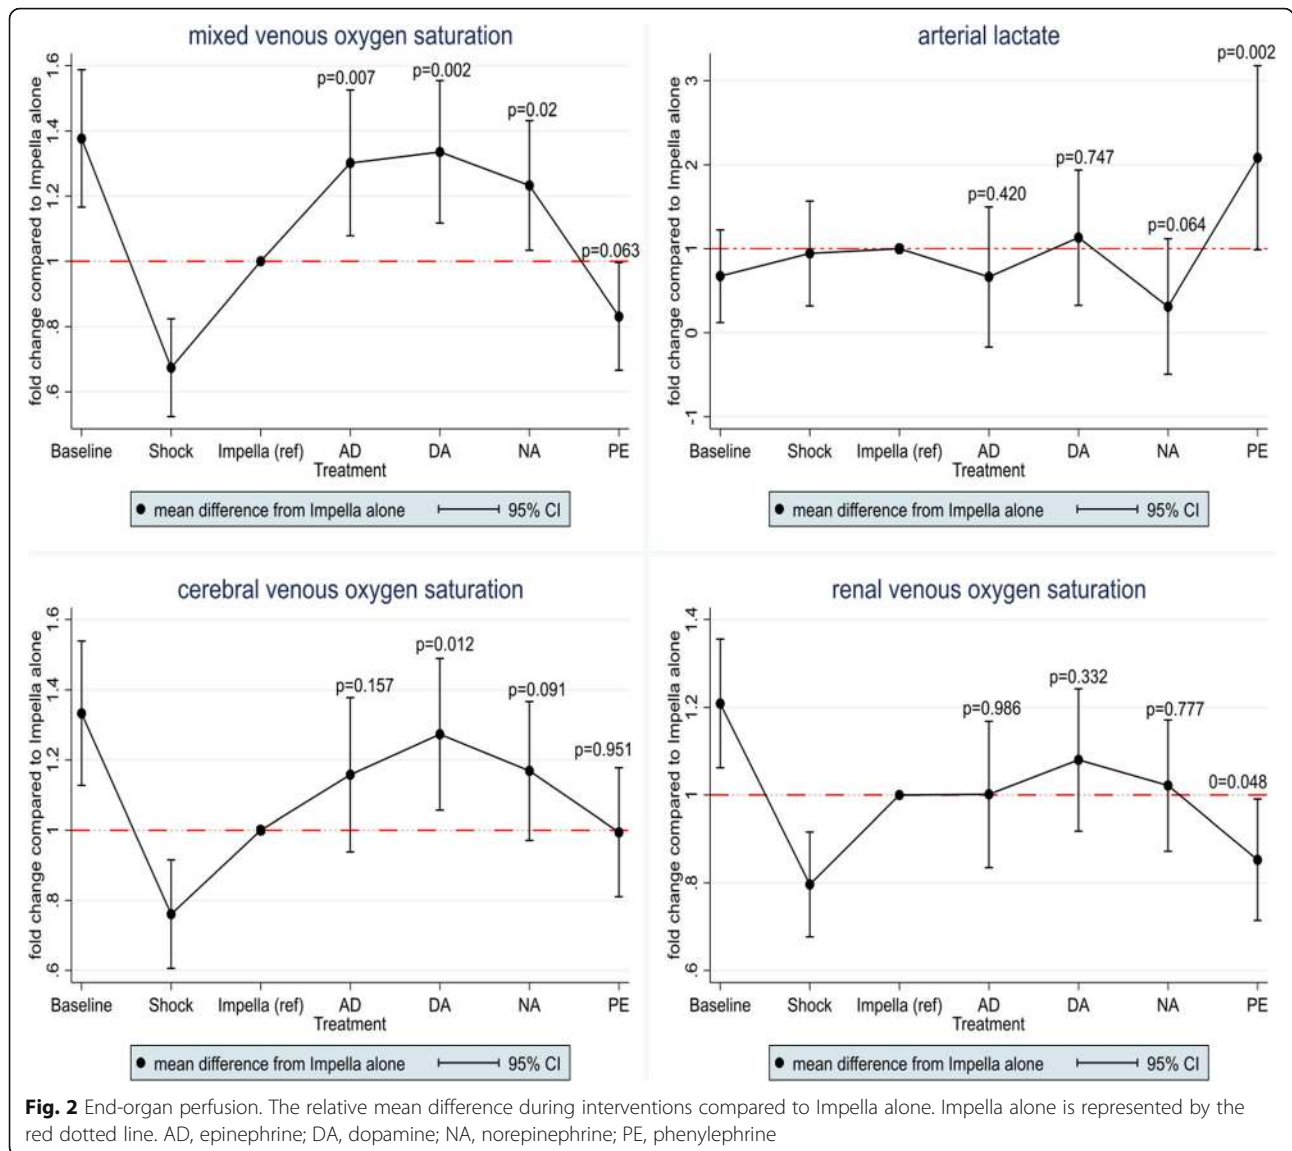 mixed venous oxygen saturation
fold change compared to Impella alone
1.6
1.4
1.2
1
.8
.6
p=0.007
p=0.002
p=0.02
p=0.063
Baseline Shock Impella (ref) AD DA NA PE
Treatment
mean difference from Impella alone 95% CI
arterial lactate
fold change compared to Impella alone
3
2
1
0
-1
p=0.420
p=0.747
p=0.064
p=0.002
Baseline Shock Impella (ref) AD DA NA PE
Treatment
mean difference from Impella alone 95% CI
cerebral venous oxygen saturation
fold change compared to Impella alone
1.6
1.4
1.2
1
.8
.6
p=0.157
p=0.012
p=0.091
p=0.951
Baseline Shock Impella (ref) AD DA NA PE
Treatment
mean difference from Impella alone 95% CI
renal venous oxygen saturation
fold change compared to Impella alone
1.4
1.2
1
.8
.6
p=0.986
p=0.332
p=0.777
0=0.048
Baseline Shock Impella (ref) AD DA NA PE
Treatment
mean difference from Impella alone 95% CI
Fig. 2 End-organ perfusion. The relative mean difference during interventions compared to Impella alone. Impella alone is represented by the
red dotted line. AD, epinephrine; DA, dopamine; NA, norepinephrine; PE, phenylephrine